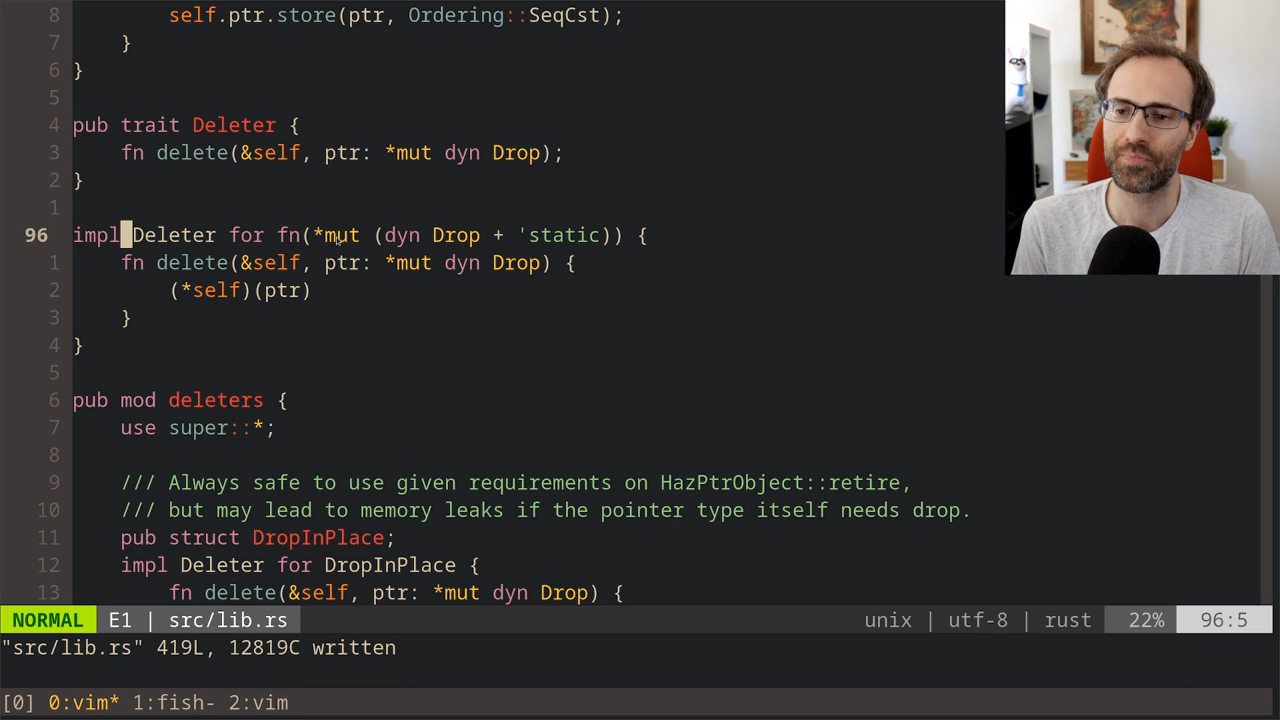 8         self.ptr.store(ptr, Ordering::SeqCst);
7     }
6 }
5
4 pub trait Deleter {
3     fn delete(&self, ptr: *mut dyn Drop);
2 }
1
96 impl Deleter for fn(*mut (dyn Drop + 'static)) {
1     fn delete(&self, ptr: *mut dyn Drop) {
2         (*self)(ptr)
3     }
4 }
5
6 pub mod deleters {
7     use super::*;
8
9     /// Always safe to use given requirements on HazPtrObject::retire,
10     /// but may lead to memory leaks if the pointer type itself needs drop.
11     pub struct DropInPlace;
12     impl Deleter for DropInPlace {
13         fn delete(&self, ptr: *mut dyn Drop) {
NORMAL E1 | src/lib.rs unix | utf-8 | rust 22% 96:5
"src/lib.rs" 419L, 12819C written
[0] 0:vim* 1:fish- 2:vim